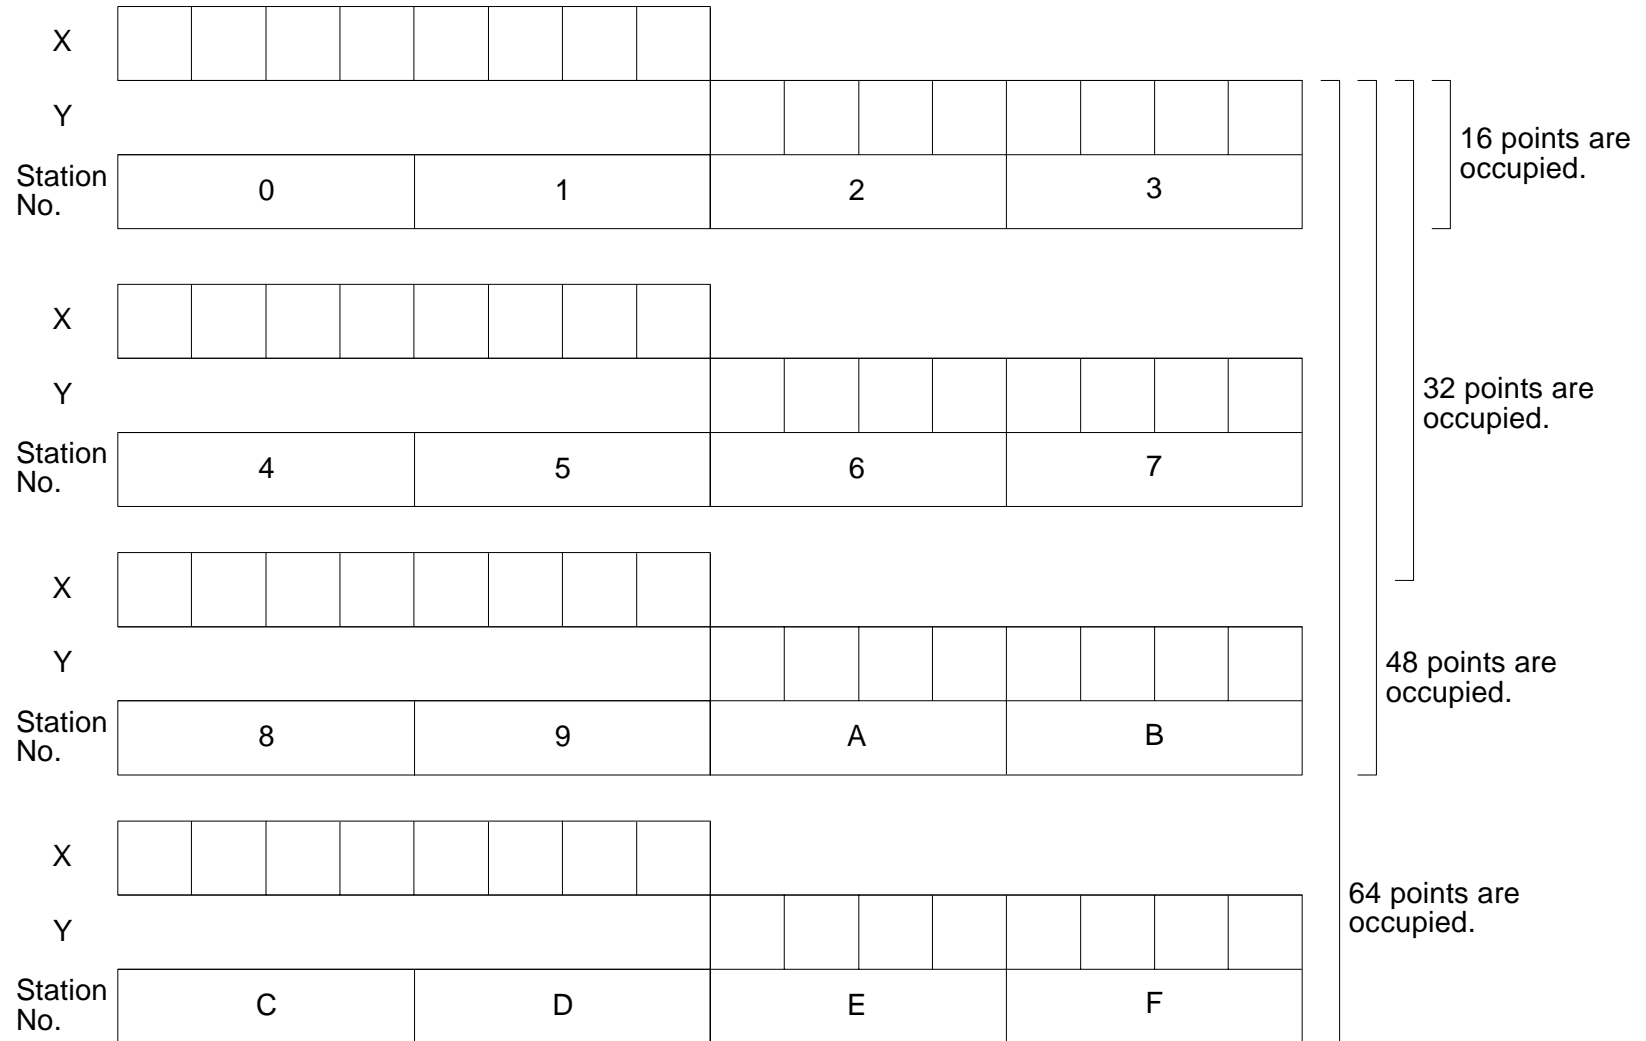 X
Y
Station
No.
0 1 2 3
16 points are
occupied.
X
Y
Station
No.
4 5 6 7
32 points are
occupied.
X
Y
Station
No.
8 9 A B
48 points are
occupied.
X
Y
Station
No.
C D E F
64 points are
occupied.